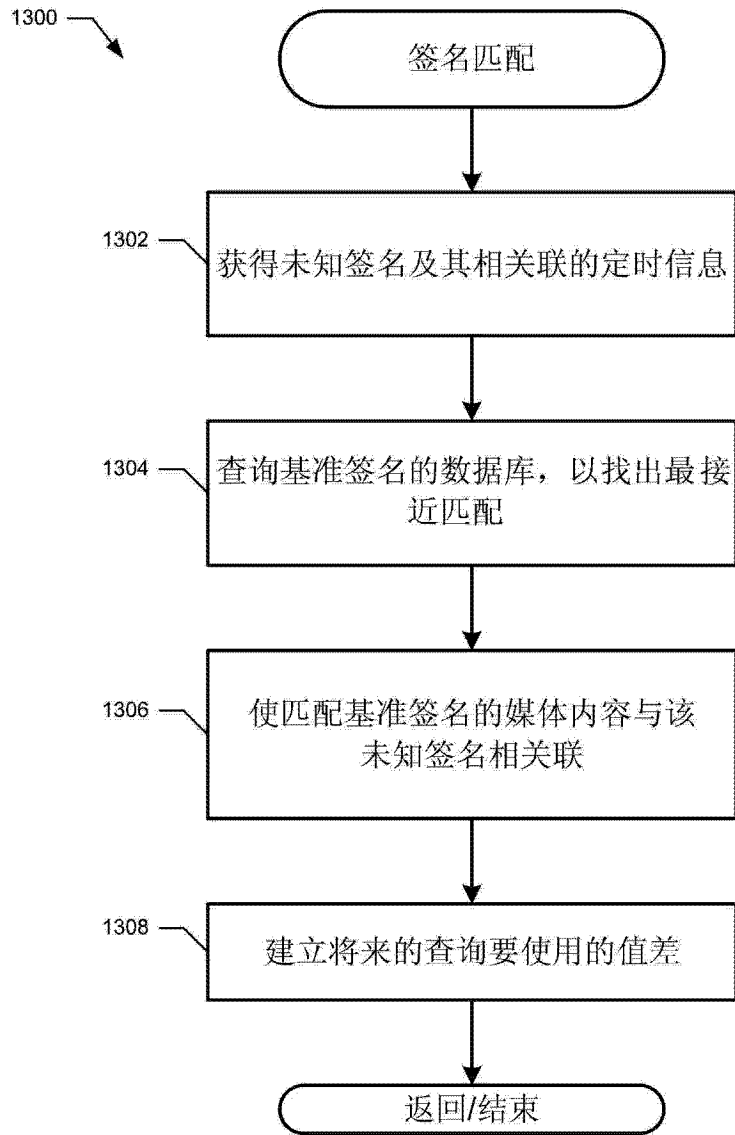 1300
签名匹配
1302
获得未知签名及其相关联的定时信息
1304
查询基准签名的数据库，以找出最接
近匹配
1306
使匹配基准签名的媒体内容与该
未知签名相关联
1308
建立将来的查询要使用的值差
返回/结束